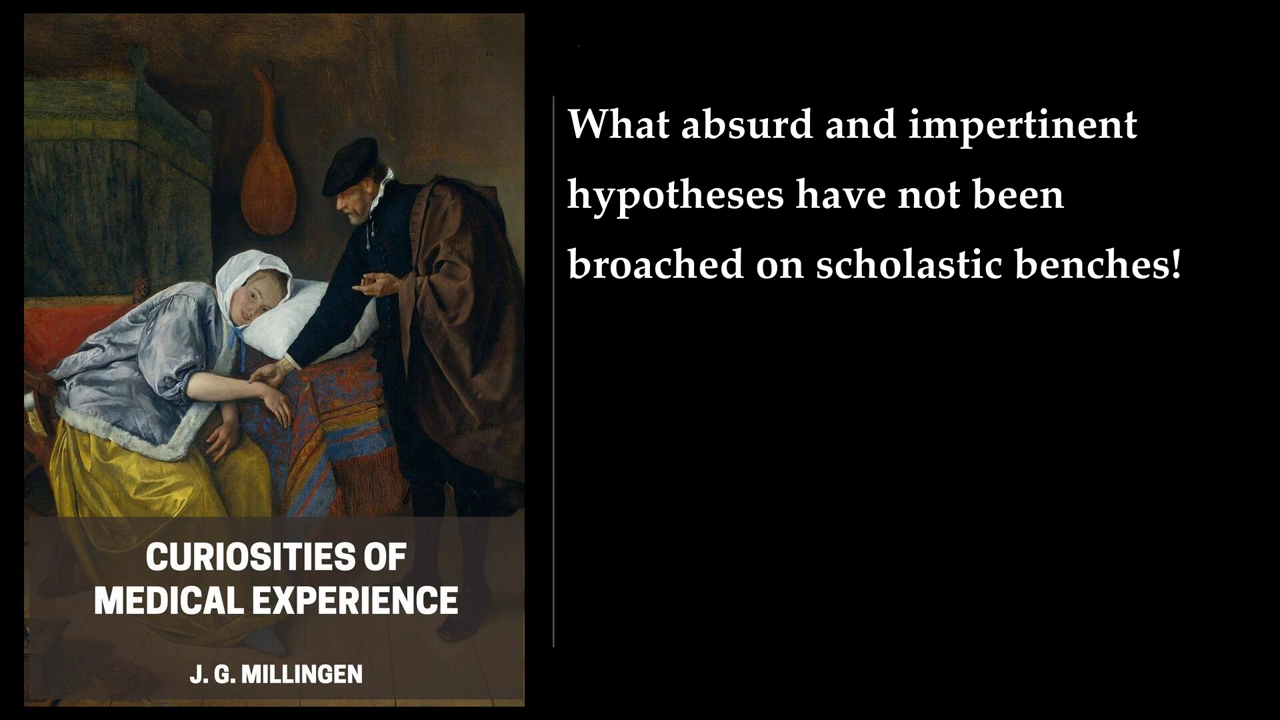 What absurd and impertinent
hypotheses have not been
broached on scholastic benches!
CURIOSITIES OF
MEDICAL EXPERIENCE
J. G. MILLINGEN